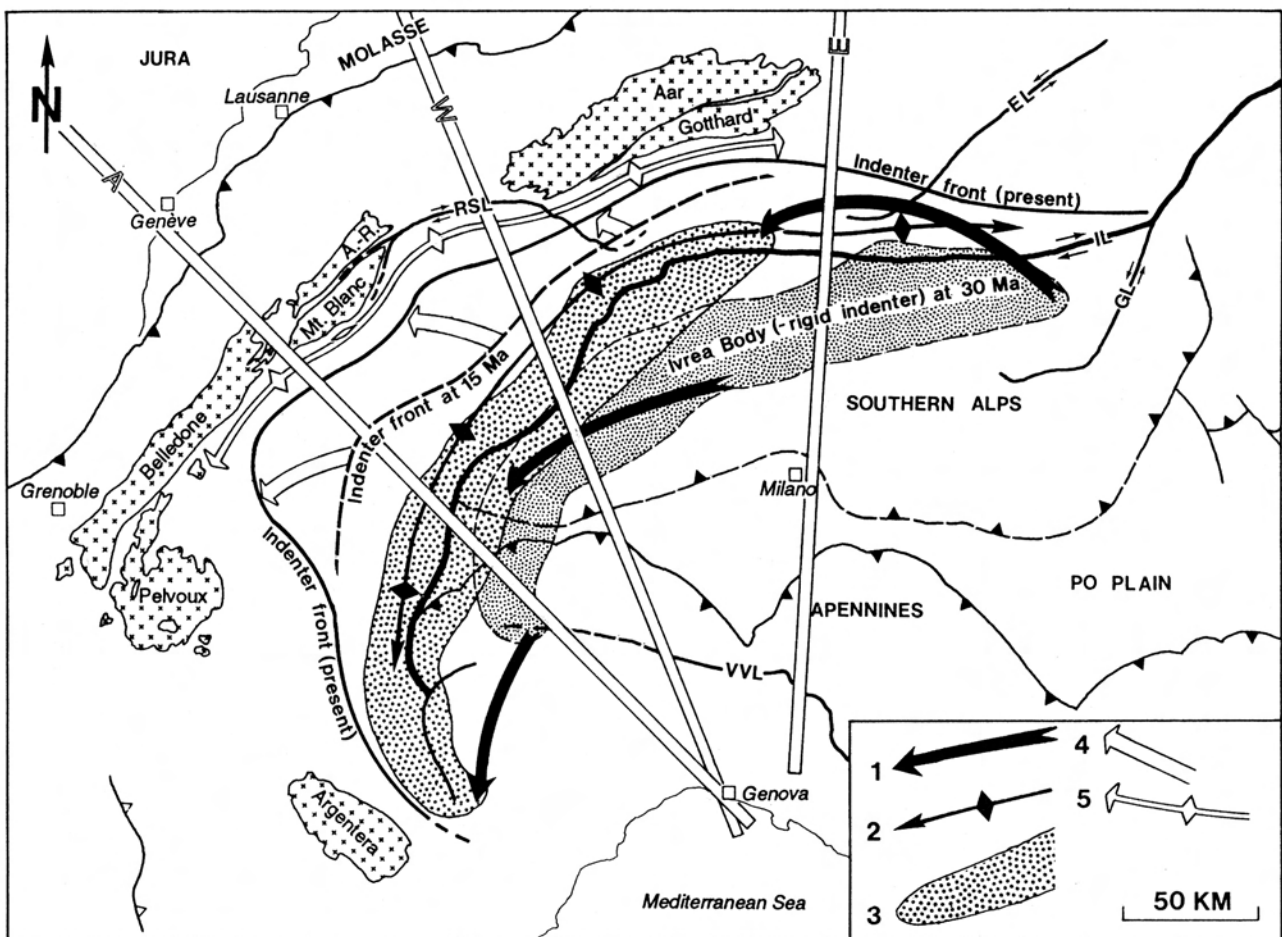 JURA
MOLASSE
N
Lausanne
Genève
A
W
E
Aar
Gotthard
EL
Indenter front (present)
RSL
A.-R.
Mt. Blanc
IL
GL
Ivrea Body (-rigid indenter) at 30 Ma
Indenter front at 15 Ma
SOUTHERN ALPS
Belledone
Grenoble
Milano
Pelvoux
Indenter front (present)
PO PLAIN
APENNINES
VVL
Argentera
Genova
Mediterranean Sea
1
2
3
4
5
50 KM